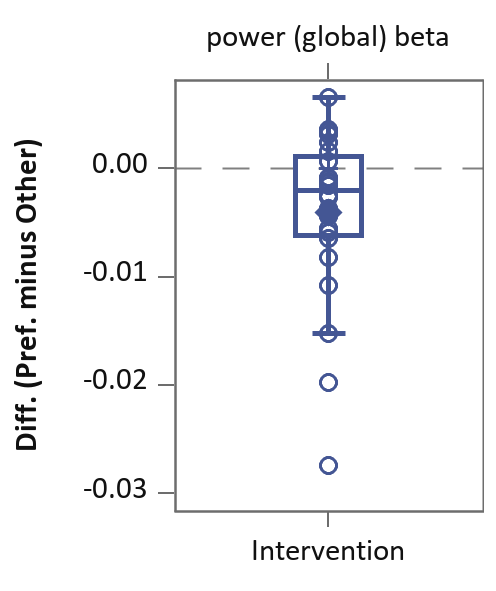 power (global) beta
Diff. (Pref. minus Other)
0.00
-0.01
-0.02
-0.03
Intervention